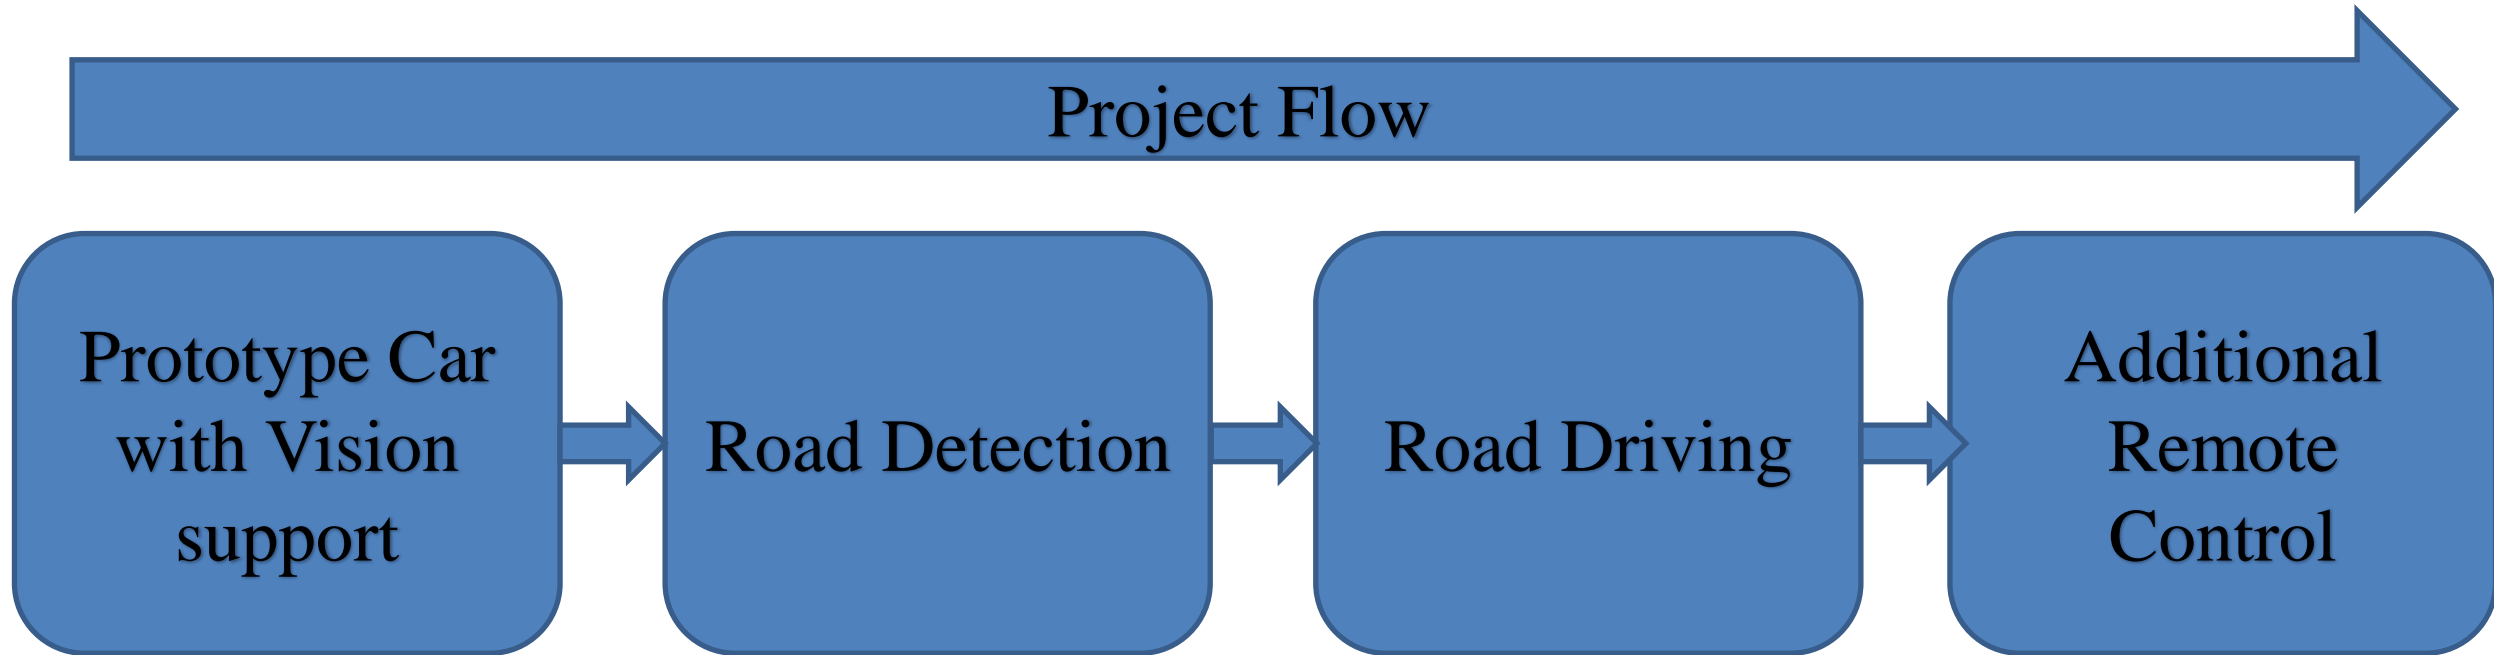 Project Flow
Prototype Car
with Vision
support
Road Detection
Road Driving
Additional
Remote
Control